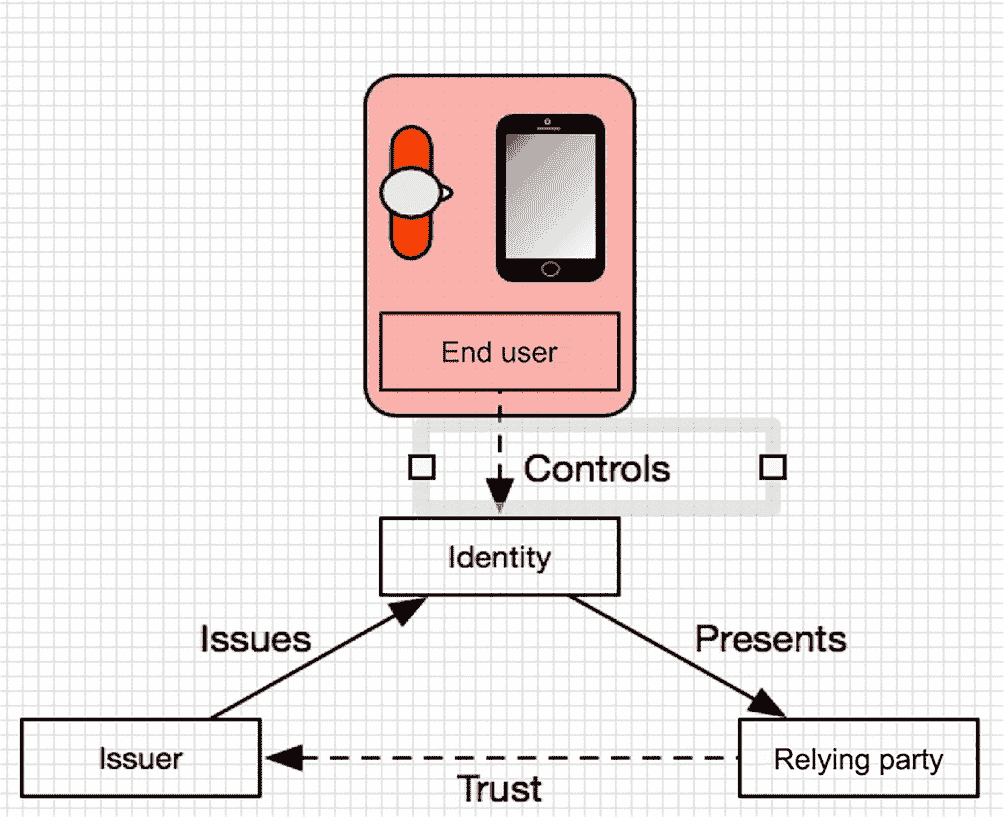 End user
Controls
Identity
Issues
Presents
Issuer
Relying party
Trust